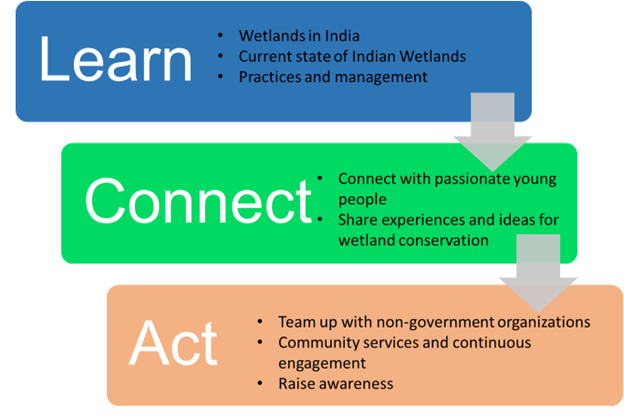 Learn
• Wetlands in India
• Current state of Indian Wetlands
• Practices and management
Connect
• Connect with passionate young
people
• Share experiences and ideas for
wetland conservation
Act
• Team up with non-government organizations
• Community services and continuous
engagement
• Raise awareness